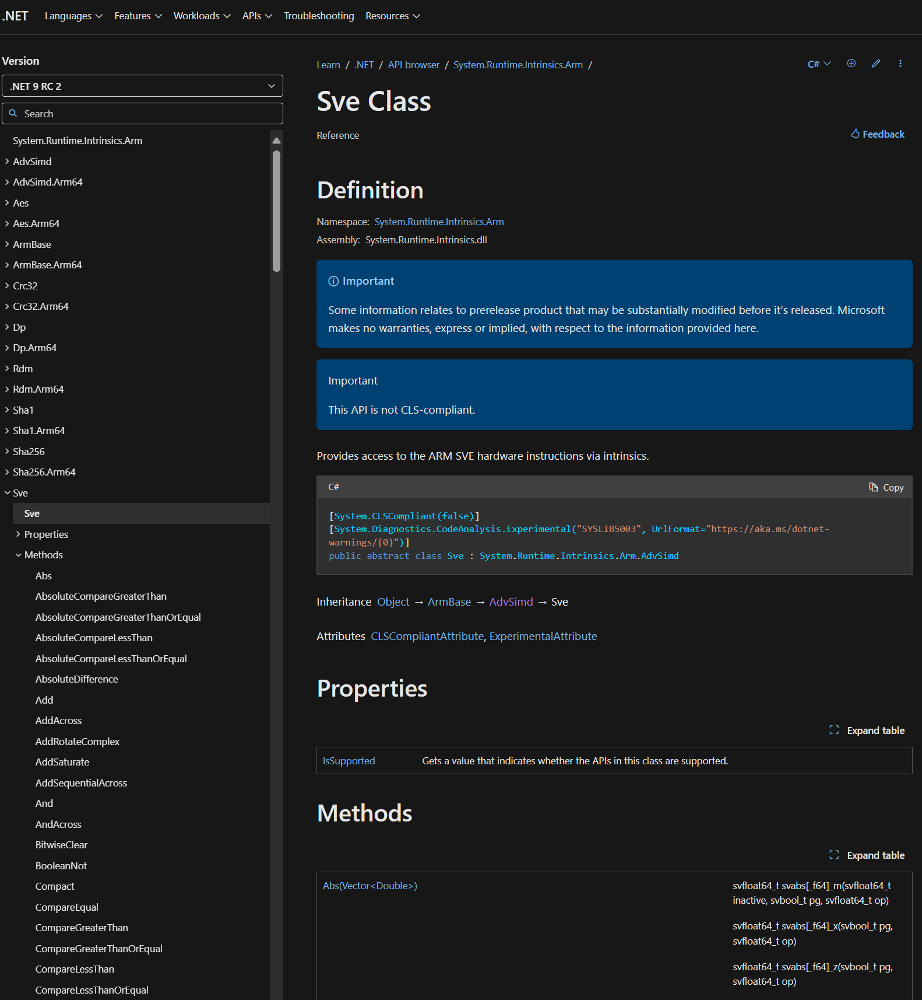 .NET Languages Features Workloads APIs Troubleshooting Resources
Version
.NET 9 RC 2
Search
System.Runtime.Intrinsics.Arm
AdvSimd
AdvSimd.Arm64
Aes
Aes.Arm64
ArmBase
ArmBase.Arm64
Crc32
Crc32.Arm64
Dp
Dp.Arm64
Rdm
Rdm.Arm64
Sha1
Sha1.Arm64
Sha256
Sha256.Arm64
Sve
Sve
Properties
Methods
Abs
AbsoluteCompareGreaterThan
AbsoluteCompareGreaterThanOrEqual
AbsoluteCompareLessThan
AbsoluteCompareLessThanOrEqual
AbsoluteDifference
Add
AddAcross
AddRotateComplex
AddSaturate
AddSequentialAcross
And
AndAcross
BitwiseClear
BooleanNot
Compact
CompareEqual
CompareGreaterThan
CompareGreaterThanOrEqual
CompareLessThan
CompareLessThanOrEqual
Learn / .NET / API browser / System.Runtime.Intrinsics.Arm /
C#
Sve Class
Reference
Feedback
Definition
Namespace: System.Runtime.Intrinsics.Arm
Assembly: System.Runtime.Intrinsics.dll
Important
Some information relates to prerelease product that may be substantially modified before it's released. Microsoft
makes no warranties, express or implied, with respect to the information provided here.
Important
This API is not CLS-compliant.
Provides access to the ARM SVE hardware instructions via intrinsics.
C# Copy
[System.CLSCompliant(false)]
[System.Diagnostics.CodeAnalysis.Experimental("SYSLIB5003", UrlFormat="https://aka.ms/dotnet-
warnings/{0}")]
public abstract class Sve : System.Runtime.Intrinsics.Arm.AdvSimd
Inheritance Object → ArmBase → AdvSimd → Sve
Attributes CLSCompliantAttribute, ExperimentalAttribute
Properties
Expand table
IsSupported Gets a value that indicates whether the APIs in this class are supported.
Methods
Expand table
Abs(Vector<Double>) svfloat64_t svabs[_f64]_m(svfloat64_t
inactive, svbool_t pg, svfloat64_t op)
svfloat64_t svabs[_f64]_x(svbool_t pg,
svfloat64_t op)
svfloat64_t svabs[_f64]_z(svbool_t pg,
svfloat64_t op)